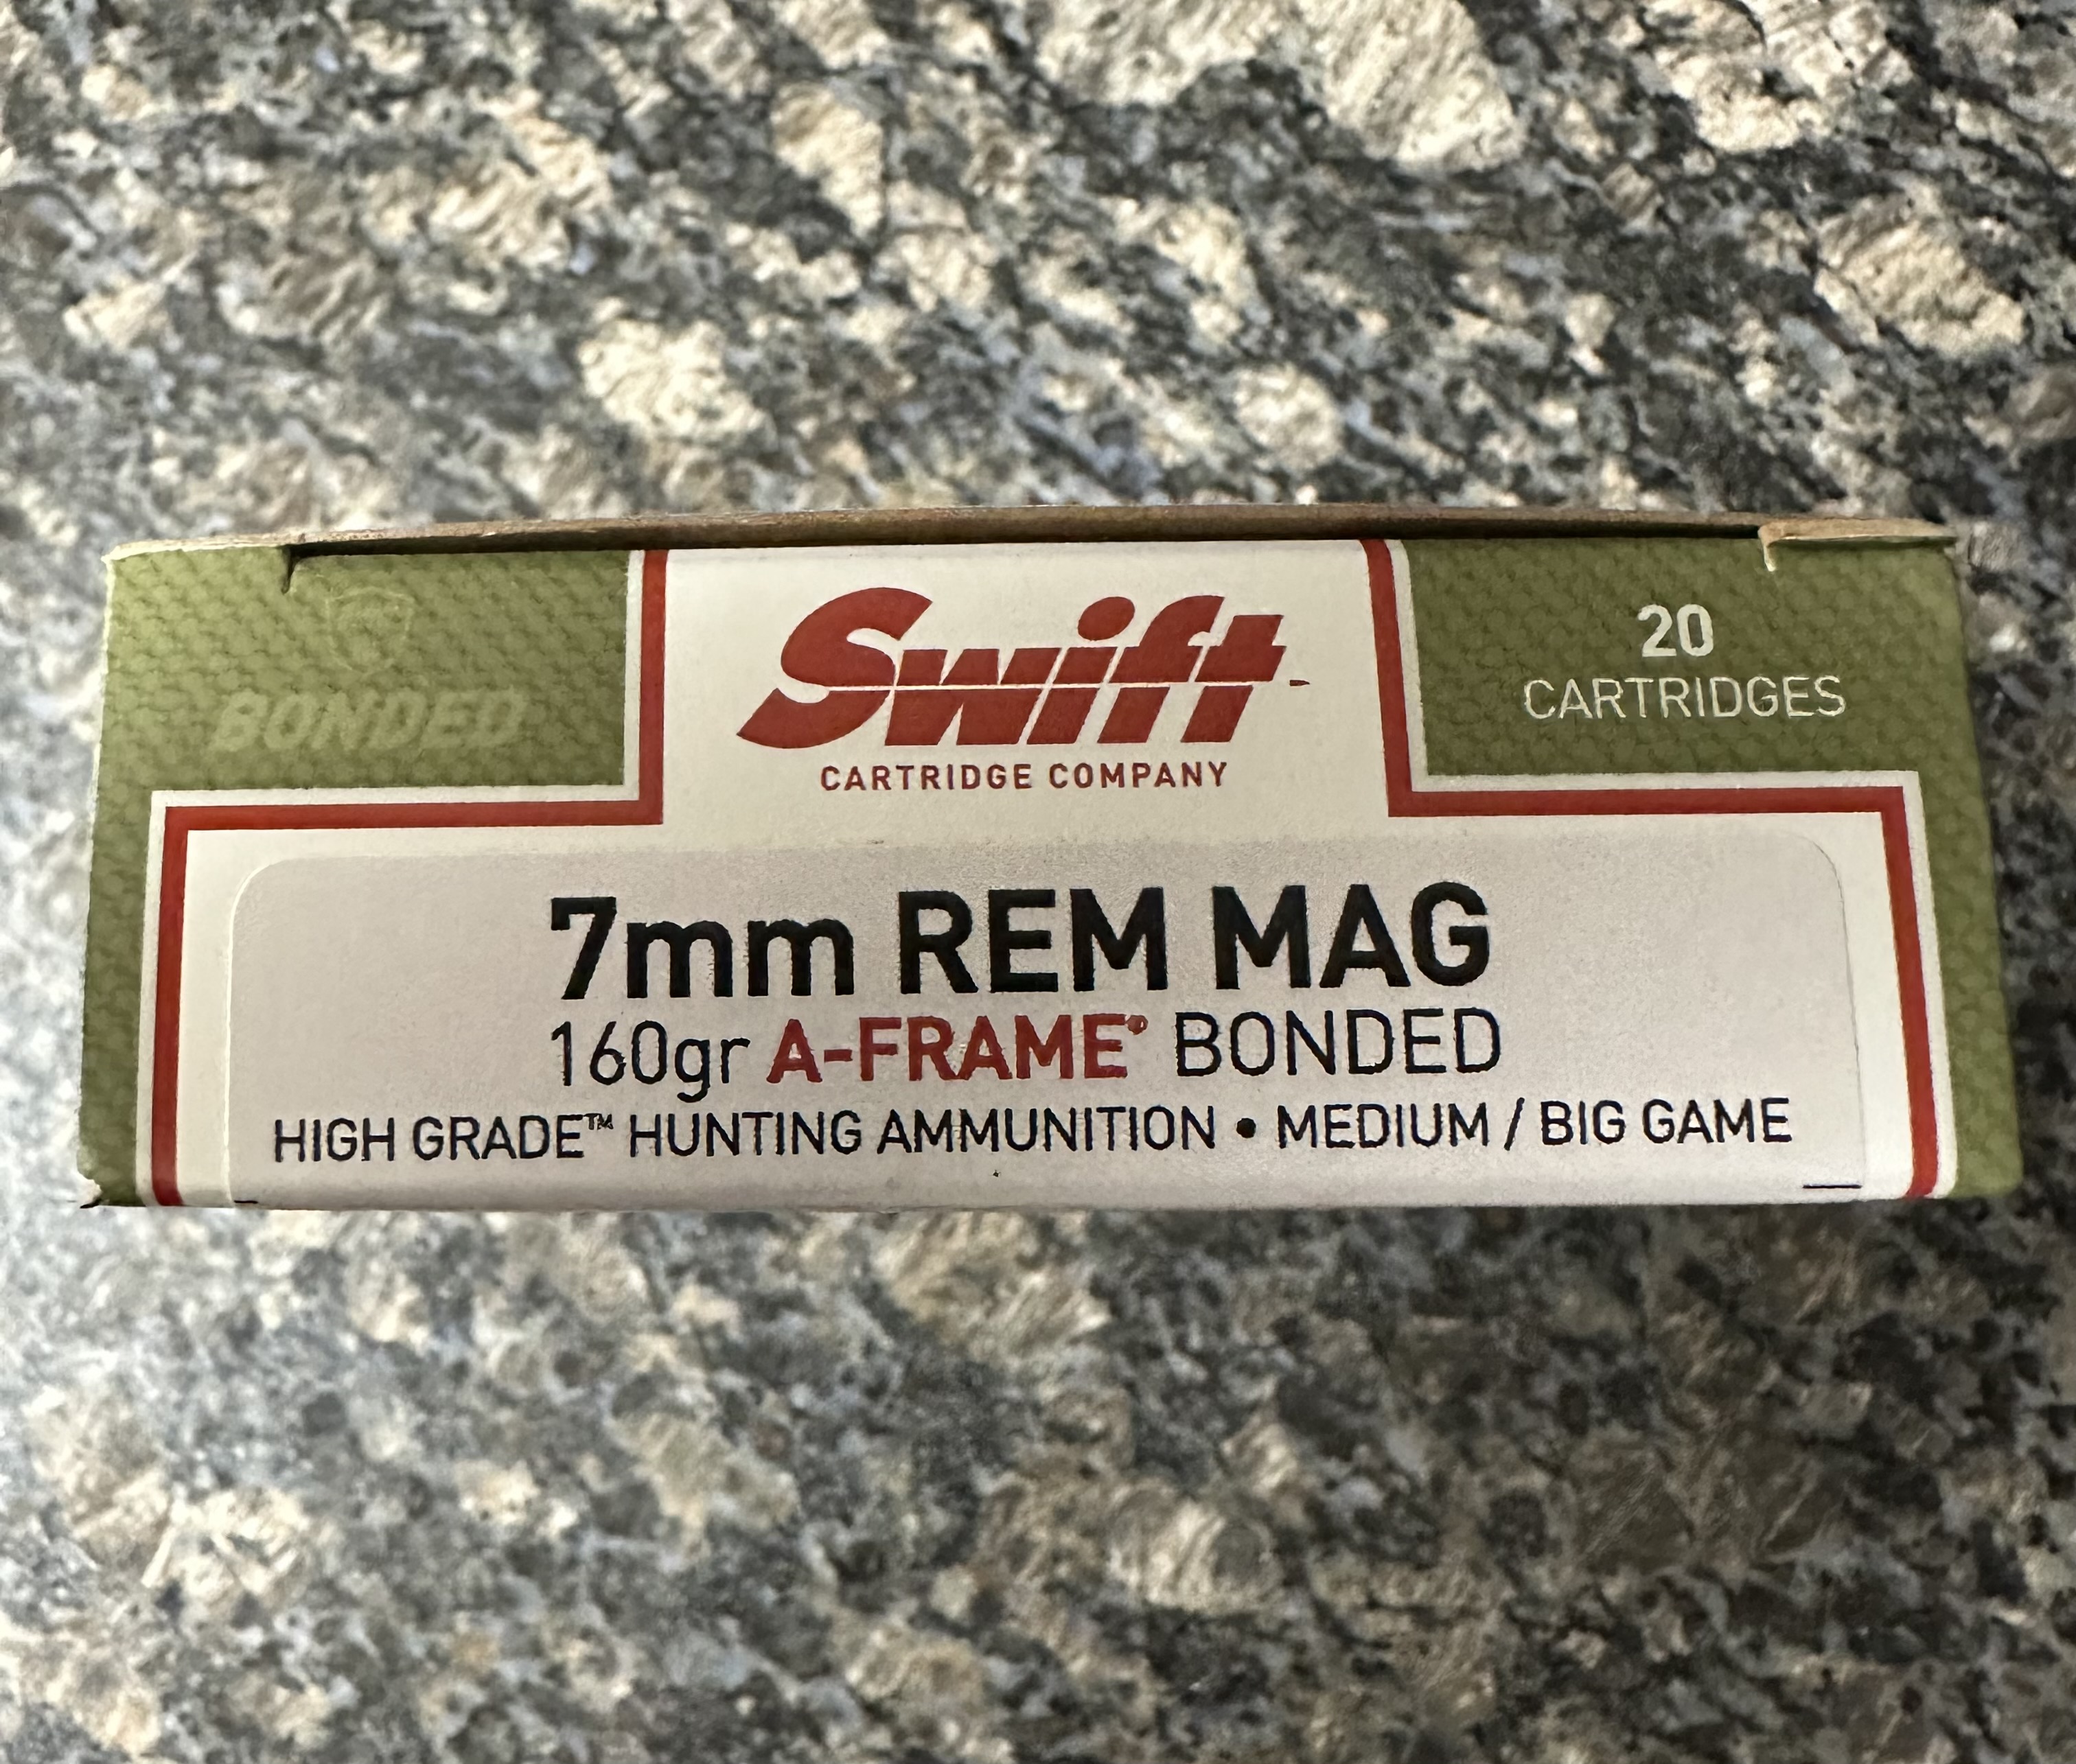 BONDED
Swift
CARTRIDGE COMPANY
20
CARTRIDGES
7mm REM MAG
160gr A-FRAME® BONDED
HIGH GRADE™ HUNTING AMMUNITION • MEDIUM / BIG GAME